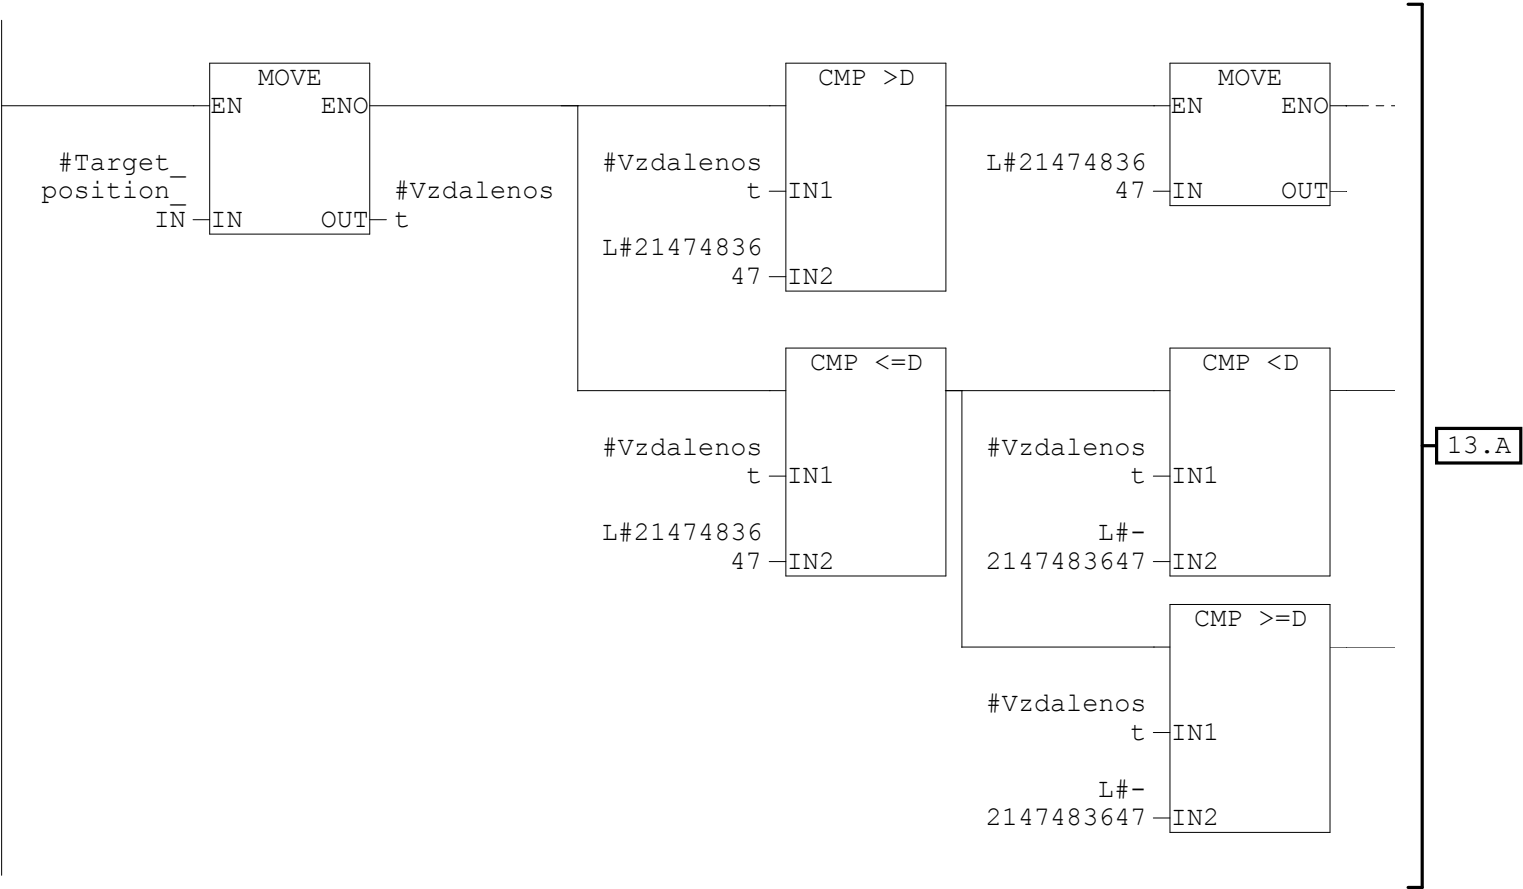 MOVE
EN ENO
#Target_
position_
IN IN OUT
#Vzdalenos
t
CMP >D
#Vzdalenos
t IN1
L#21474836
47 IN2
MOVE
EN ENO
L#21474836
47 IN OUT
CMP <=D
#Vzdalenos
t IN1
L#21474836
47 IN2
CMP <D
#Vzdalenos
t IN1
L#-
2147483647 IN2
CMP >=D
#Vzdalenos
t IN1
L#-
2147483647 IN2
13.A